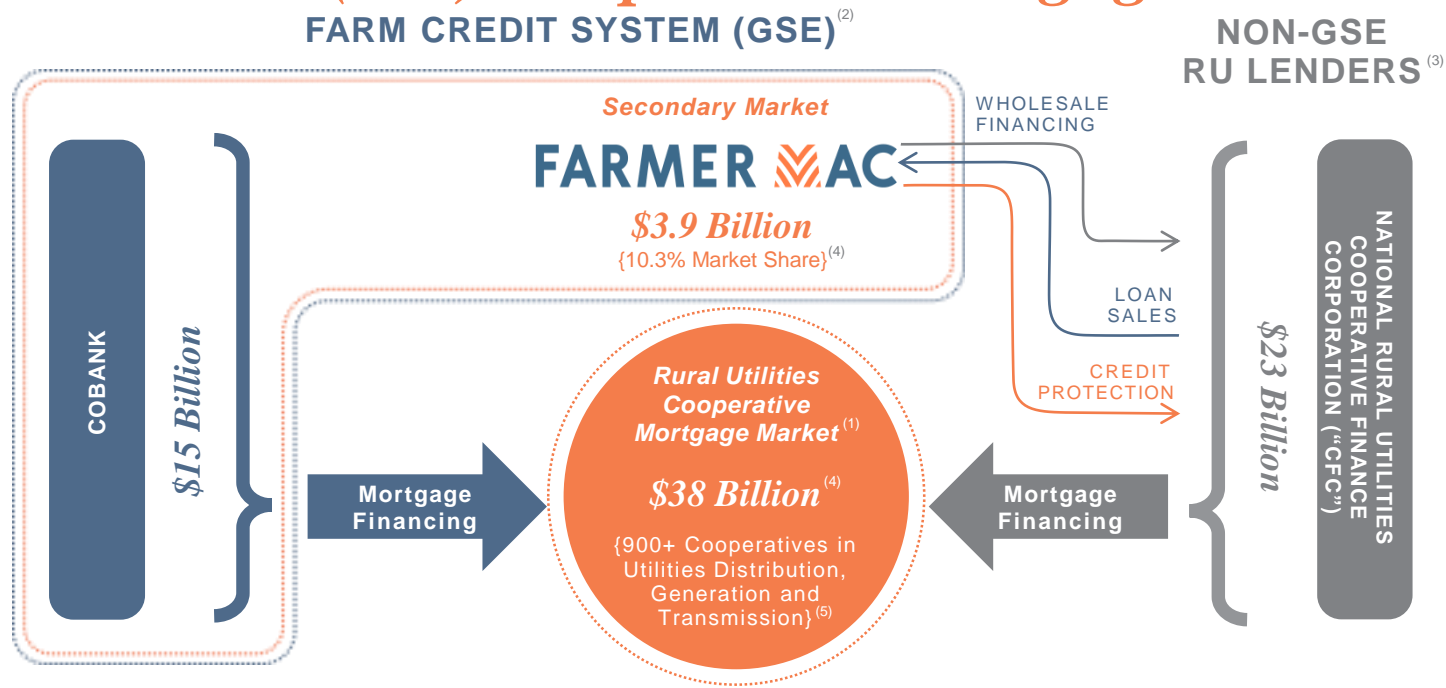 FARM CREDIT SYSTEM (GSE)(2)
NON-GSE
RU LENDERS(3)
Secondary Market
FARMER MAC
$3.9 Billion
{10.3% Market Share}(4)
WHOLESALE
FINANCING
LOAN
SALES
CREDIT
PROTECTION
COBANK
$15 Billion
Mortgage
Financing
Rural Utilities
Cooperative
Mortgage Market(1)
$38 Billion(4)
{900+ Cooperatives in
Utilities Distribution,
Generation and
Transmission}(5)
Mortgage
Financing
$23 Billion
NATIONAL RURAL UTILITIES
COOPERATIVE FINANCE
CORPORATION (“CFC”)